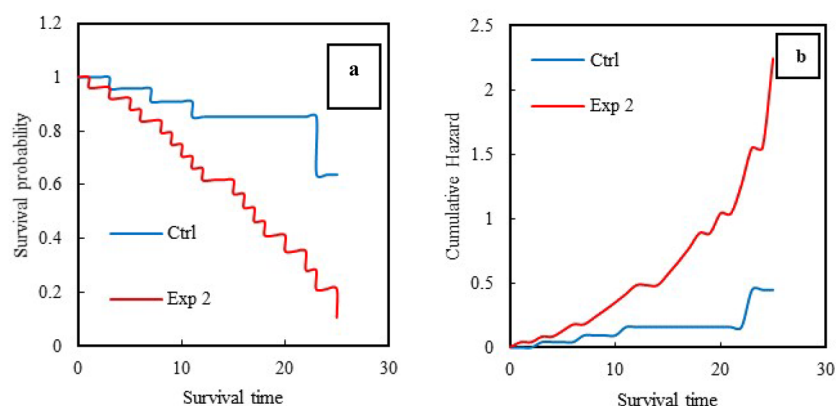 1.2
1
0.8
0.6
0.4
0.2
0
0
10
20
30
Survival probability
Survival time
a
Ctrl
Exp 2
2.5
2
1.5
1
0.5
0
0
10
20
30
Cumulative Hazard
Survival time
b
Ctrl
Exp 2